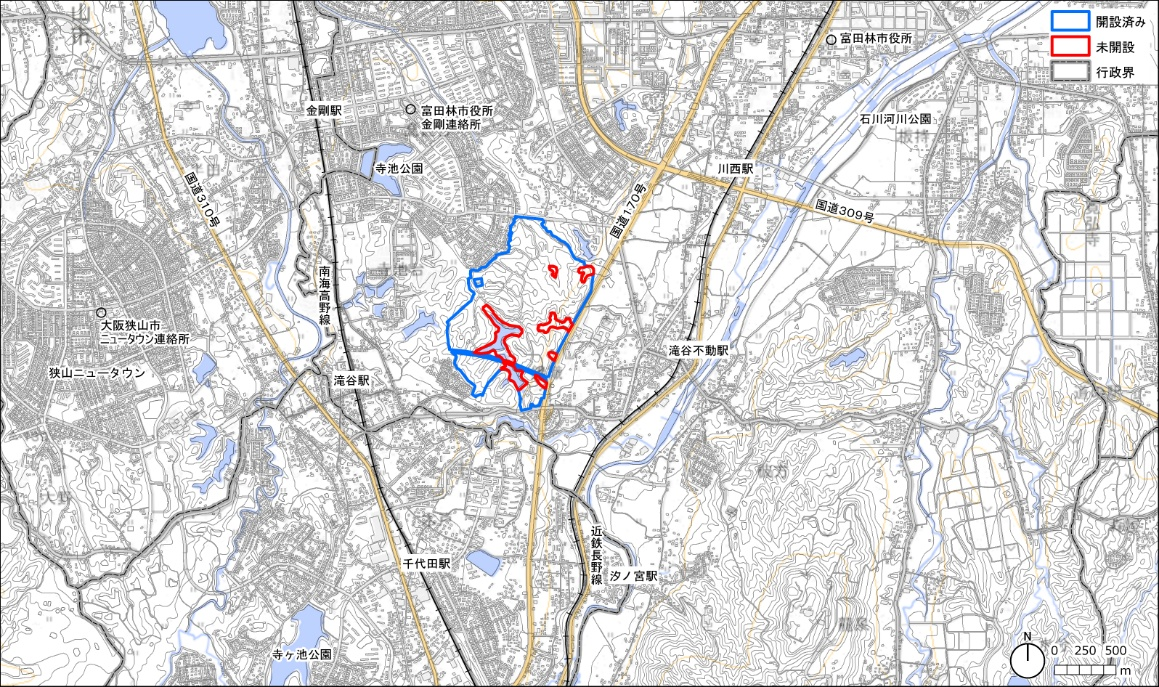 開設済み
未開設
行政界
富田林市役所
金剛駅
富田林市役所
金剛連絡所
石川河川公園
寺池公園
川西駅
国道310号
国道170号
国道309号
南海高野線
大阪狭山市
ニュータウン連絡所
滝谷不動駅
狭山ニュータウン
滝谷駅
近鉄長野線
千代田駅
汐ノ宮駅
寺ヶ池公園
N
0 250 500
m